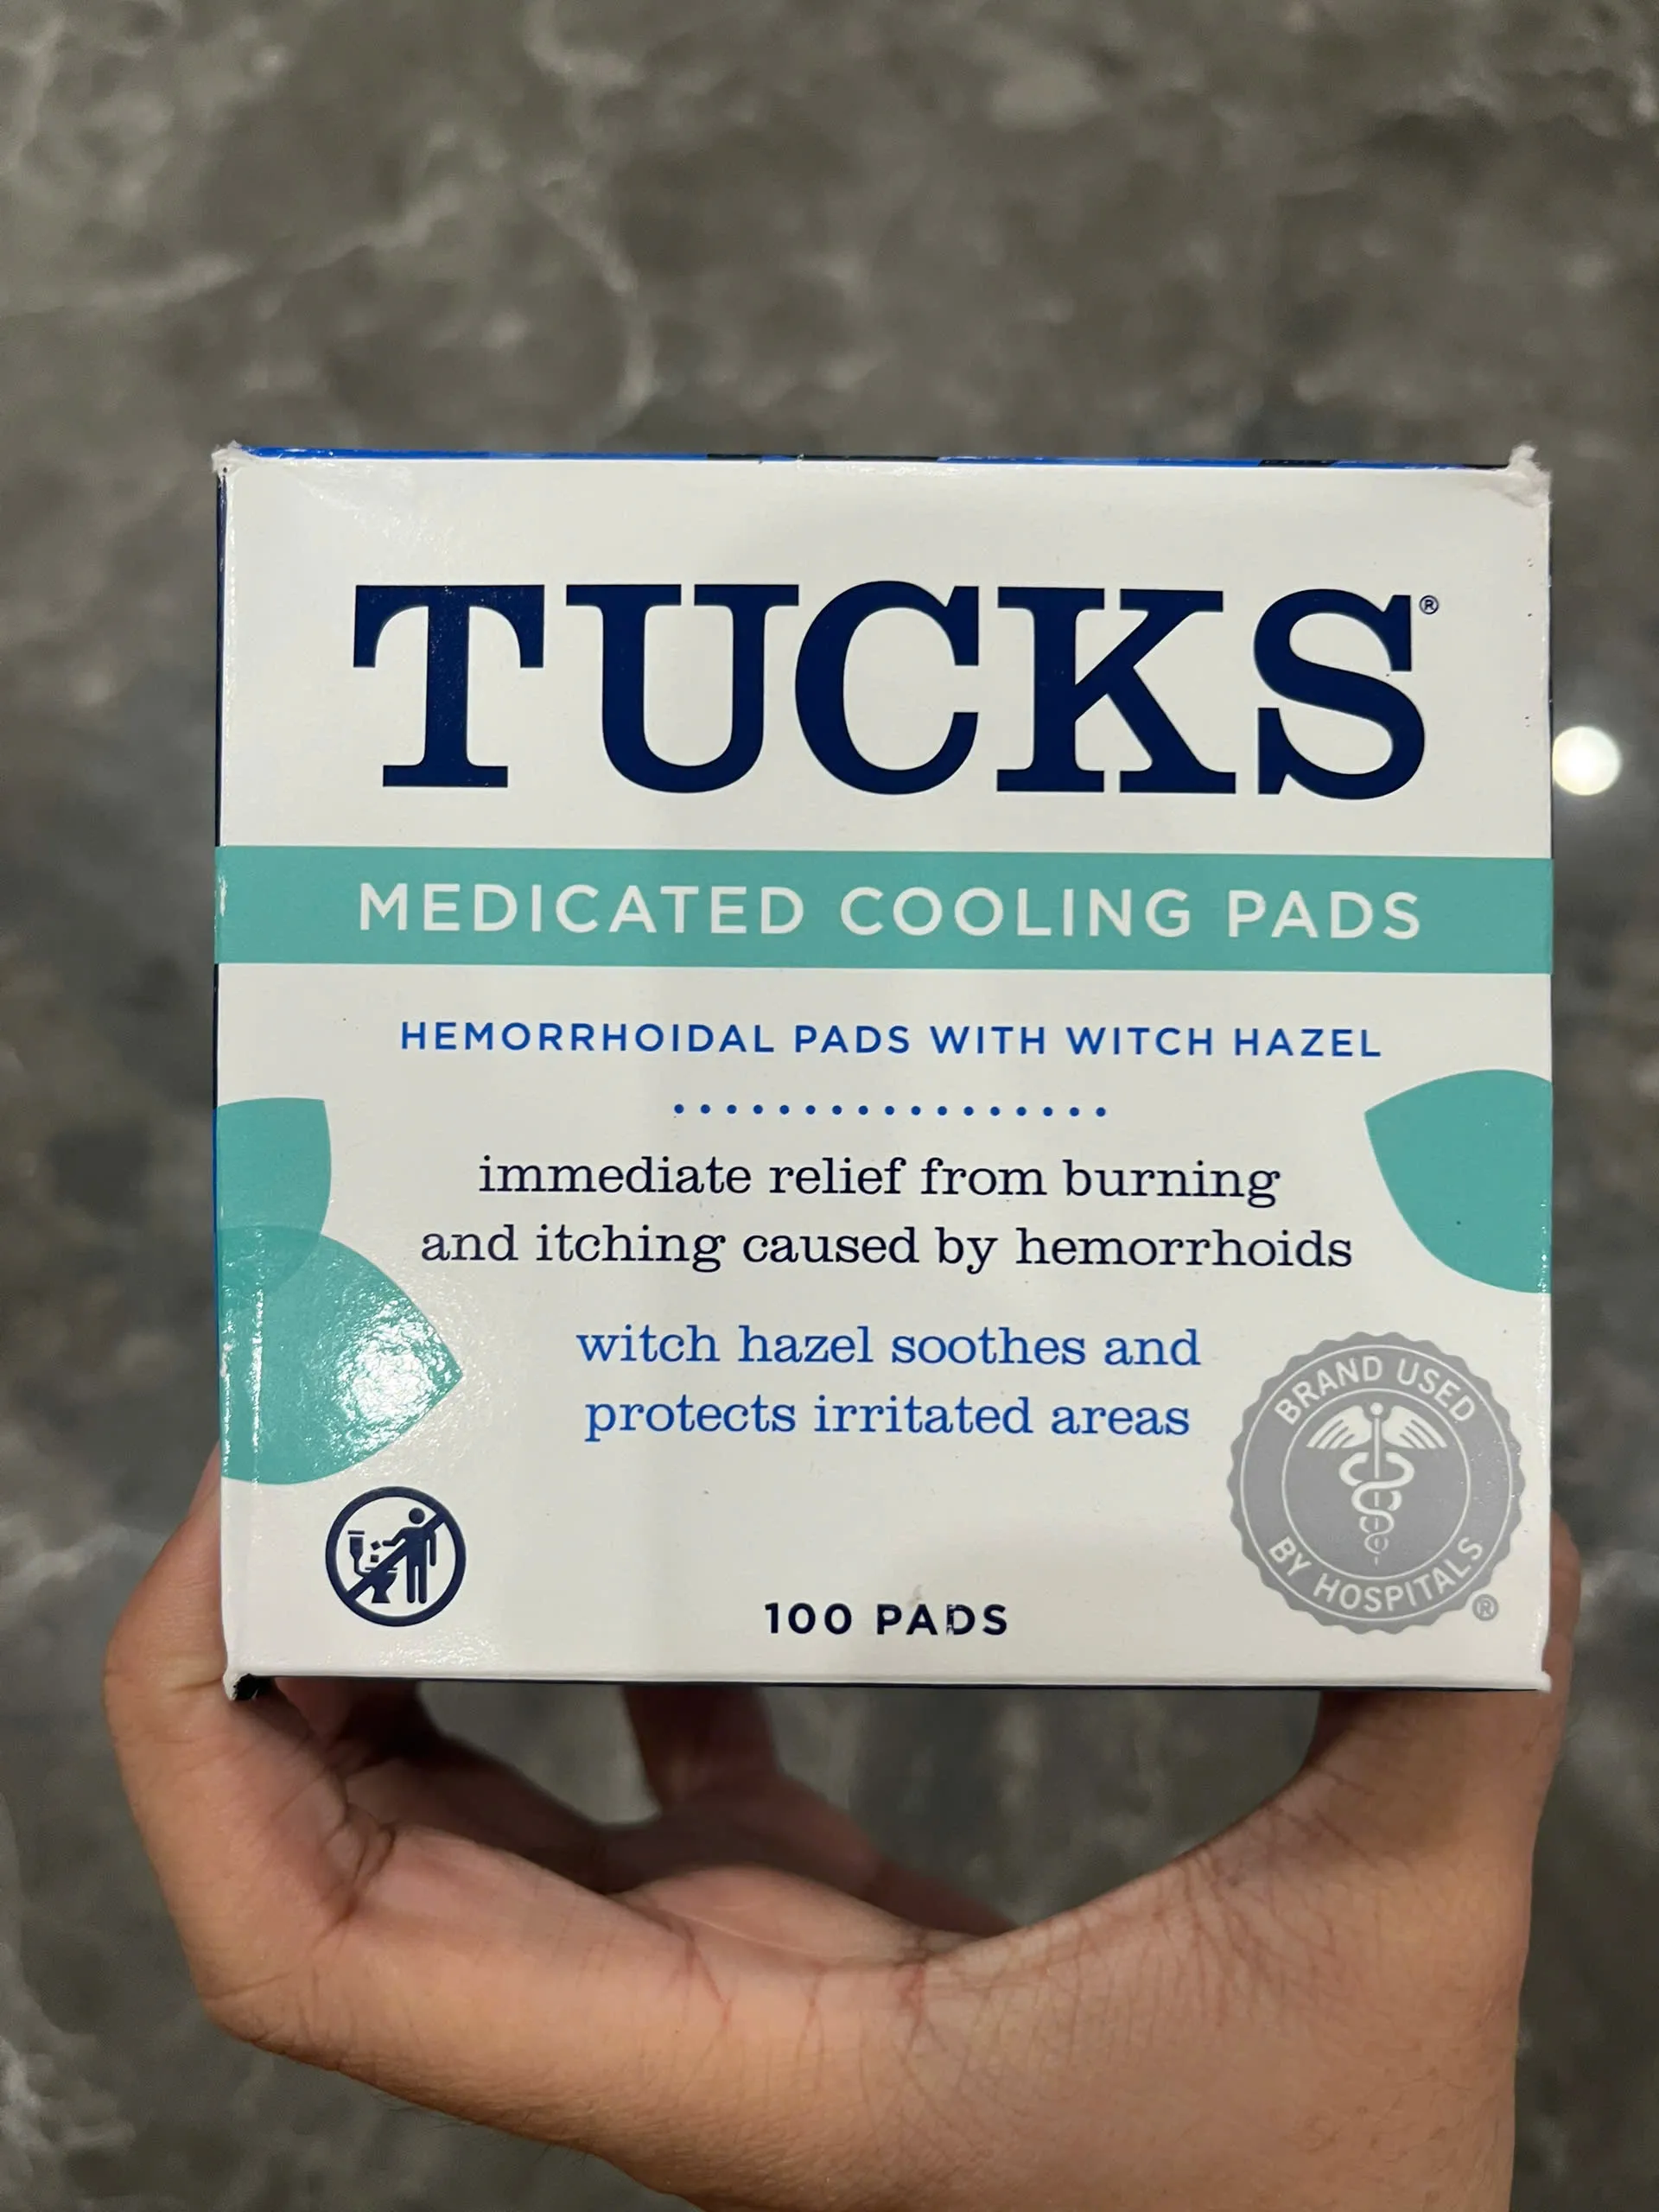 TUCKS®
MEDICATED COOLING PADS
HEMORRHOIDAL PADS WITH WITCH HAZEL
immediate relief from burning
and itching caused by hemorrhoids
witch hazel soothes and
protects irritated areas
BRAND USED
BY HOSPITALS®
100 PADS